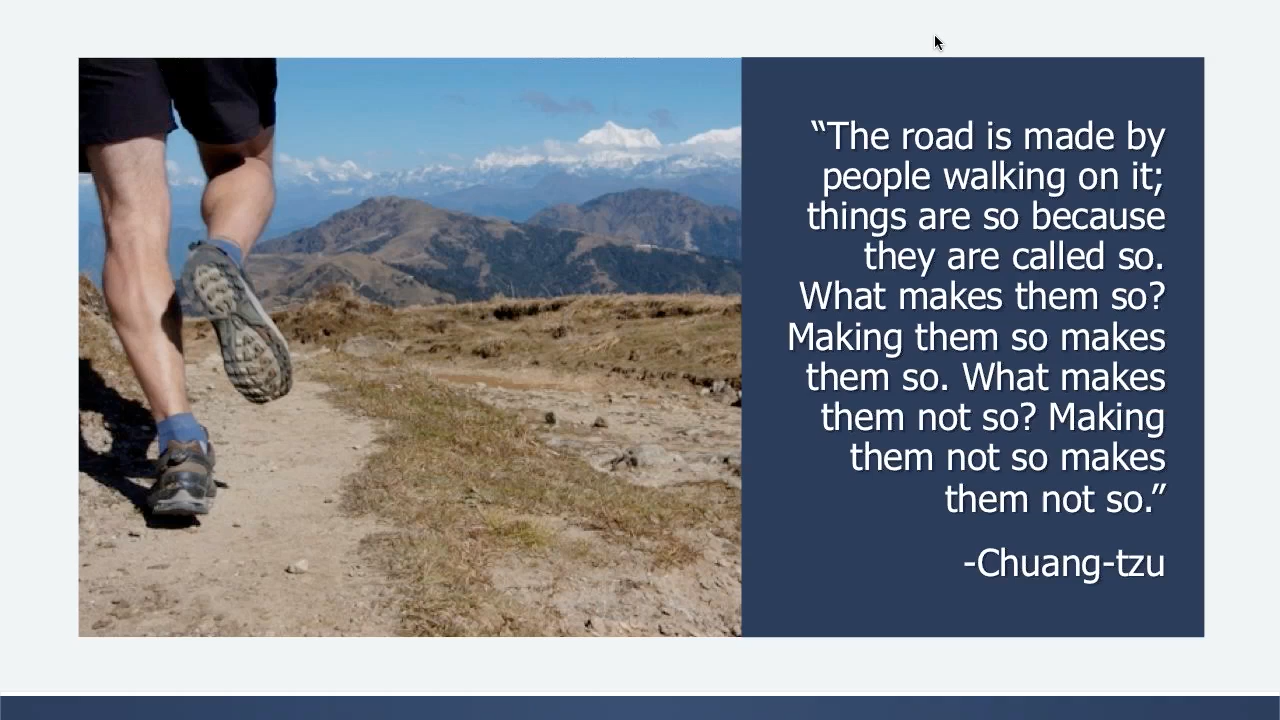 “The road is made by
people walking on it;
things are so because
they are called so.
What makes them so?
Making them so makes
them so. What makes
them not so? Making
them not so makes
them not so.”
-Chuang-tzu